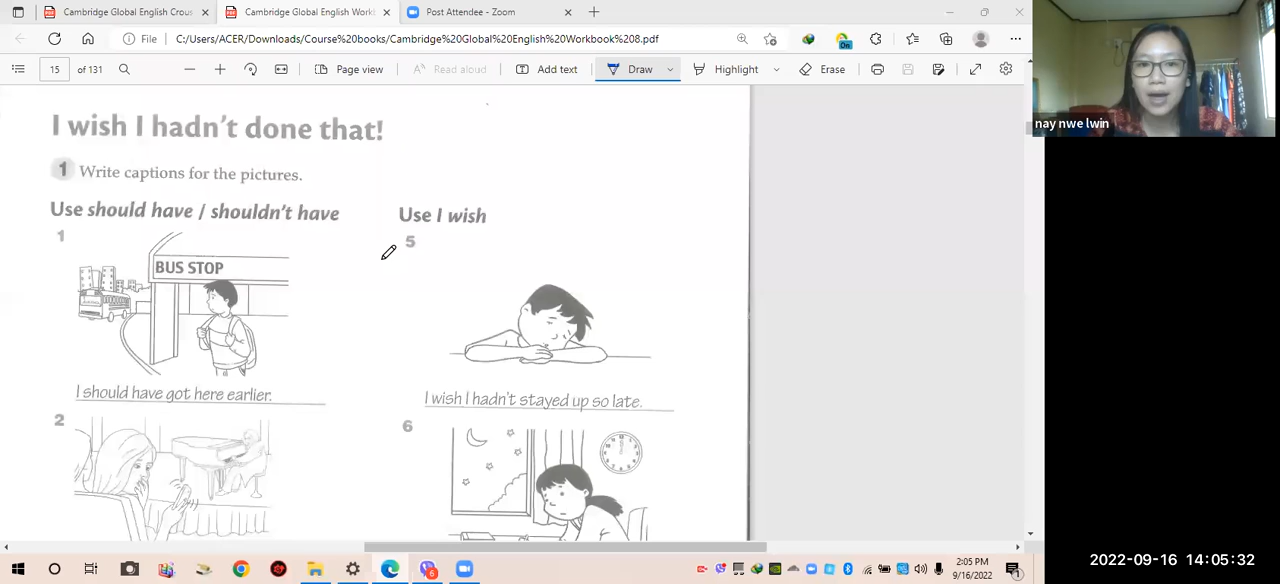 Cambridge Global English Crous
Cambridge Global English Work
Post Attendee - Zoom
File
C:/Users/ACER/Downloads/Course%20books/Cambridge%20Global%20English%20Workbook%208.pdf
On
15
of 131
Page view
Read aloud
Add text
Draw
Highlight
Erase
nay nwe lwin
I wish I hadn't done that!
1 Write captions for the pictures.
Use should have / shouldn't have
1
BUS STOP
I should have got here earlier.
2
Use I wish
5
I wish I hadn't stayed up so late.
6
2022-09-16 14:05:32
6
2:05 PM
9/16/2022
1